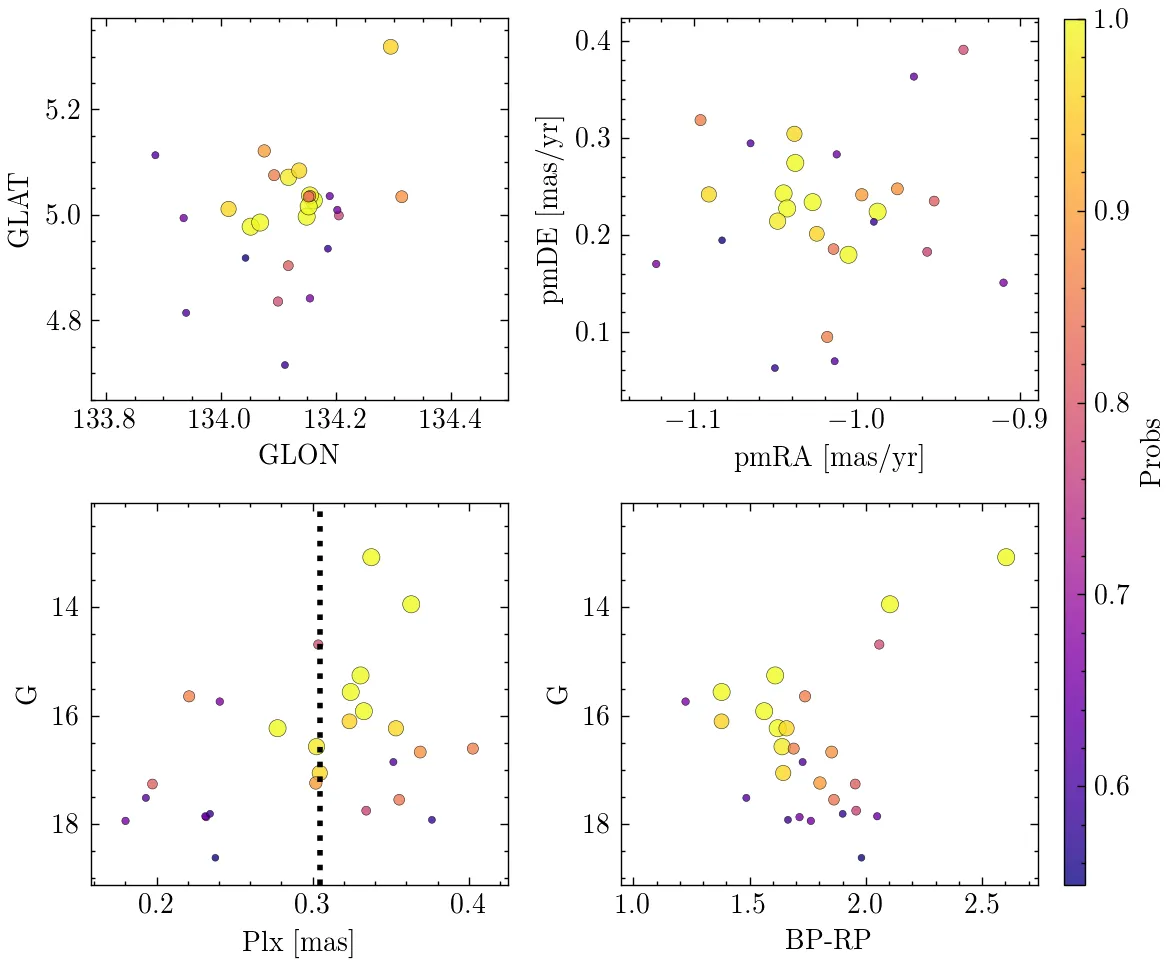 5.2
5.0
4.8
GLAT
133.8 134.0 134.2 134.4
GLON
0.4
0.3
0.2
0.1
pmDE [mas/yr]
−1.1 −1.0 −0.9
pmRA [mas/yr]
14
16
18
G
0.2 0.3 0.4
Plx [mas]
14
16
18
G
1.0 1.5 2.0 2.5
BP-RP
1.0
0.9
0.8
0.7
0.6
Probs